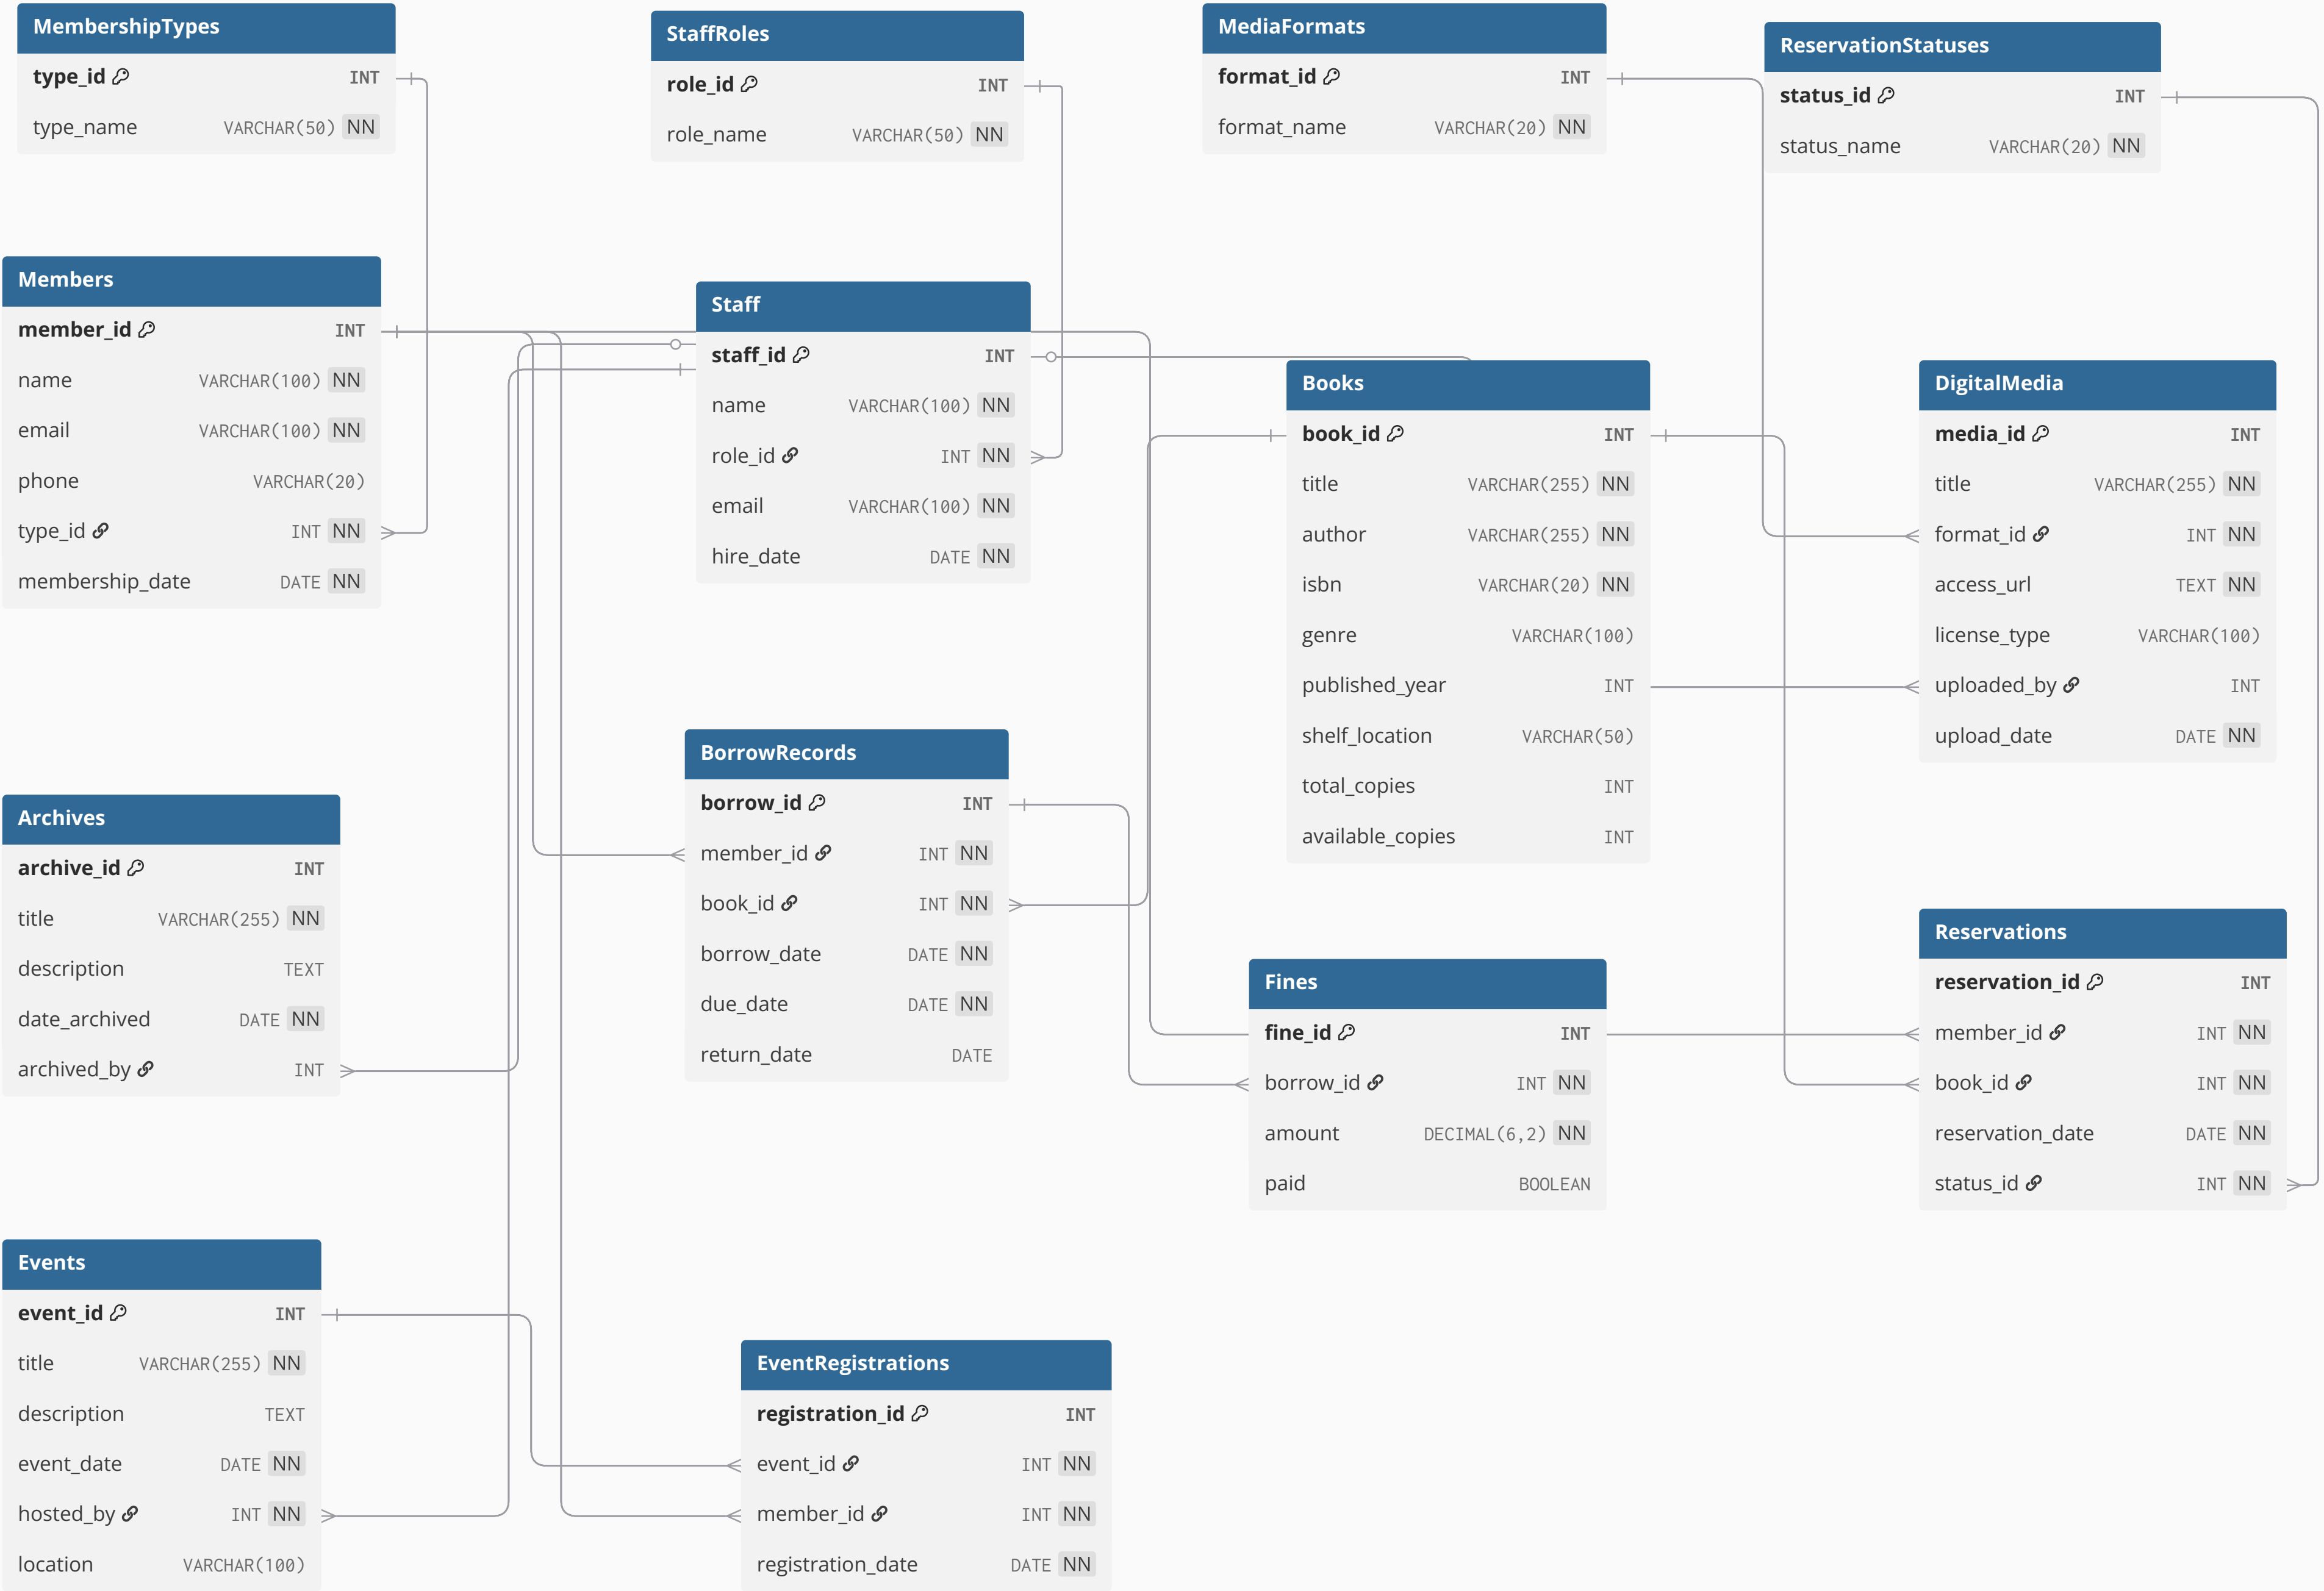 MembershipTypes
type_id INT
type_name VARCHAR(50) NN
StaffRoles
role_id INT
role_name VARCHAR(50) NN
MediaFormats
format_id INT
format_name VARCHAR(20) NN
ReservationStatuses
status_id INT
status_name VARCHAR(20) NN
Members
member_id INT
name VARCHAR(100) NN
email VARCHAR(100) NN
phone VARCHAR(20)
type_id INT NN
membership_date DATE NN
Staff
staff_id INT
name VARCHAR(100) NN
role_id INT NN
email VARCHAR(100) NN
hire_date DATE NN
Books
book_id INT
title VARCHAR(255) NN
author VARCHAR(255) NN
isbn VARCHAR(20) NN
genre VARCHAR(100)
published_year INT
shelf_location VARCHAR(50)
total_copies INT
available_copies INT
DigitalMedia
media_id INT
title VARCHAR(255) NN
format_id INT NN
access_url TEXT NN
license_type VARCHAR(100)
uploaded_by INT
upload_date DATE NN
Archives
archive_id INT
title VARCHAR(255) NN
description TEXT
date_archived DATE NN
archived_by INT
BorrowRecords
borrow_id INT
member_id INT NN
book_id INT NN
borrow_date DATE NN
due_date DATE NN
return_date DATE
Fines
fine_id INT
borrow_id INT NN
amount DECIMAL(6,2) NN
paid BOOLEAN
Reservations
reservation_id INT
member_id INT NN
book_id INT NN
reservation_date DATE NN
status_id INT NN
Events
event_id INT
title VARCHAR(255) NN
description TEXT
event_date DATE NN
hosted_by INT NN
location VARCHAR(100)
EventRegistrations
registration_id INT
event_id INT NN
member_id INT NN
registration_date DATE NN